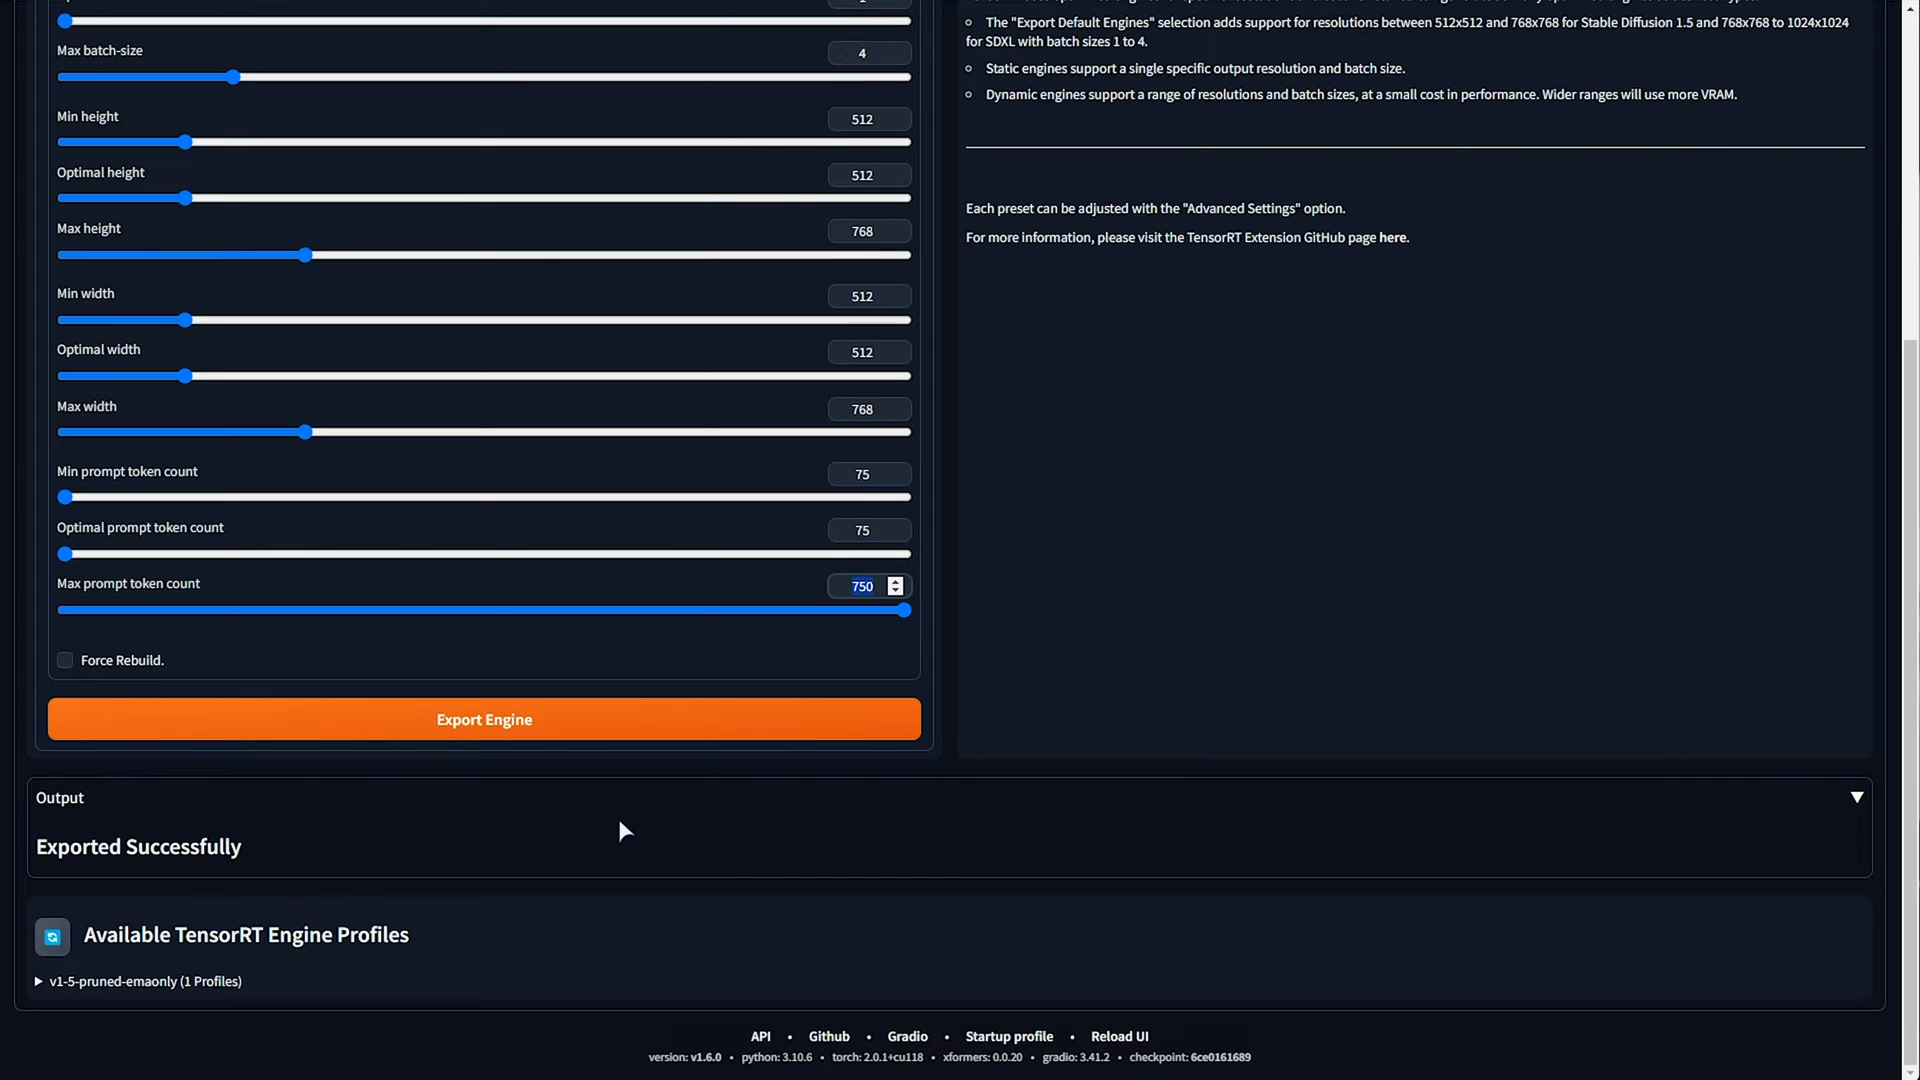 Max batch-size
4
Min height
512
Optimal height
512
Max height
768
Min width
512
Optimal width
512
Max width
768
Min prompt token count
75
Optimal prompt token count
75
Max prompt token count
750
Force Rebuild.
Export Engine
The "Export Default Engines" selection adds support for resolutions between 512x512 and 768x768 for Stable Diffusion 1.5 and 768x768 to 1024x1024
for SDXL with batch sizes 1 to 4.
Static engines support a single specific output resolution and batch size.
Dynamic engines support a range of resolutions and batch sizes, at a small cost in performance. Wider ranges will use more VRAM.
Each preset can be adjusted with the "Advanced Settings" option.
For more information, please visit the TensorRT Extension GitHub page here.
Output
Exported Successfully
Available TensorRT Engine Profiles
v1-5-pruned-emaonly (1 Profiles)
API • Github • Gradio • Startup profile • Reload UI
version: v1.6.0 • python: 3.10.6 • torch: 2.0.1+cu118 • xformers: 0.0.20 • gradio: 3.41.2 • checkpoint: 6ce0161689